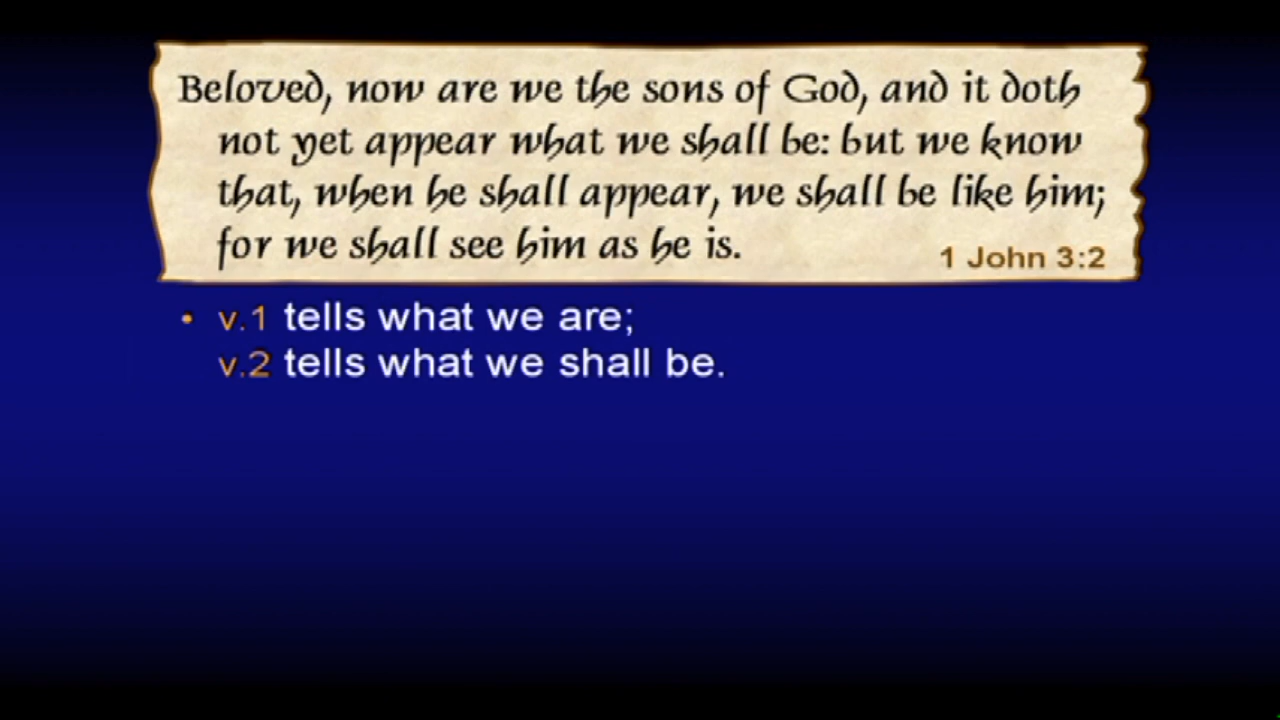 Beloved, now are we the sons of God, and it doth
not yet appear what we shall be: but we know
that, when he shall appear, we shall be like him;
for we shall see him as he is.
1 John 3:2
• v.1 tells what we are;
v.2 tells what we shall be.